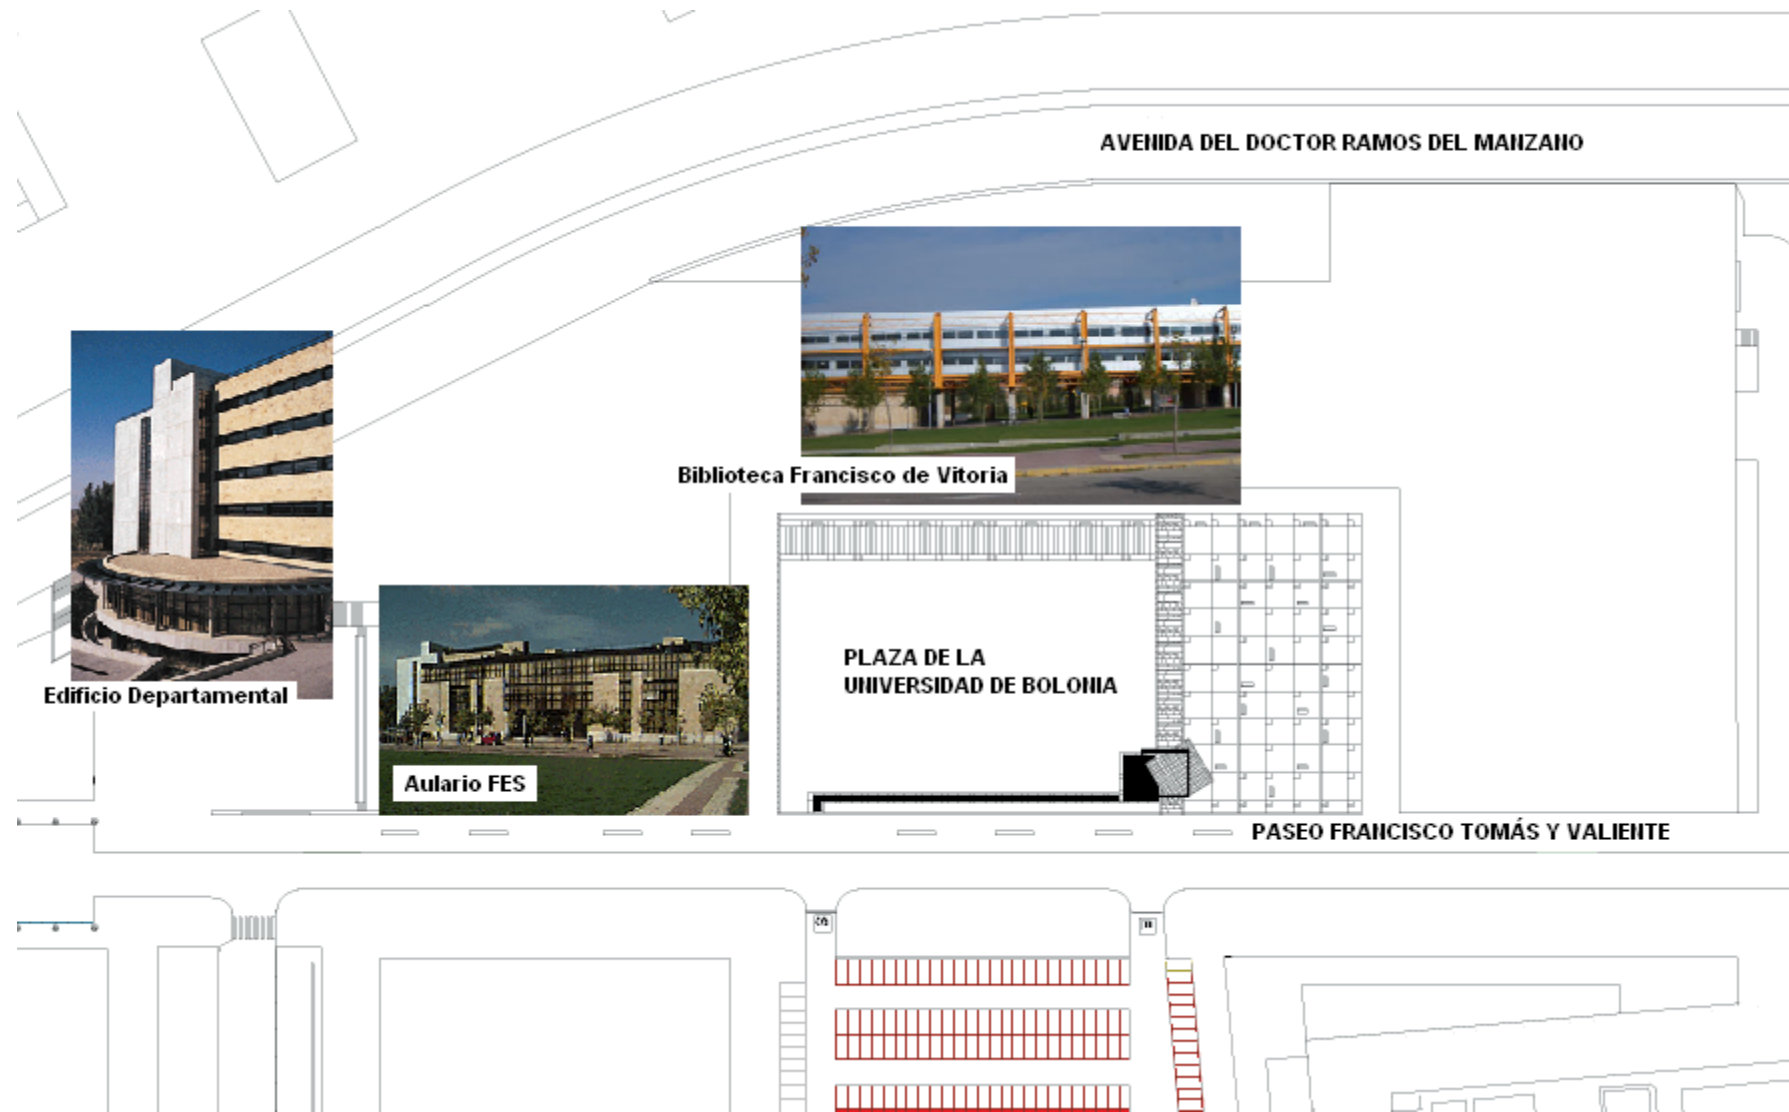 AVENIDA DEL DOCTOR RAMOS DEL MANZANO
Biblioteca Francisco de Vitoria
PLAZA DE LA
UNIVERSIDAD DE BOLONIA
Edificio Departamental
Aulario FES
PASEO FRANCISCO TOMÁS Y VALIENTE